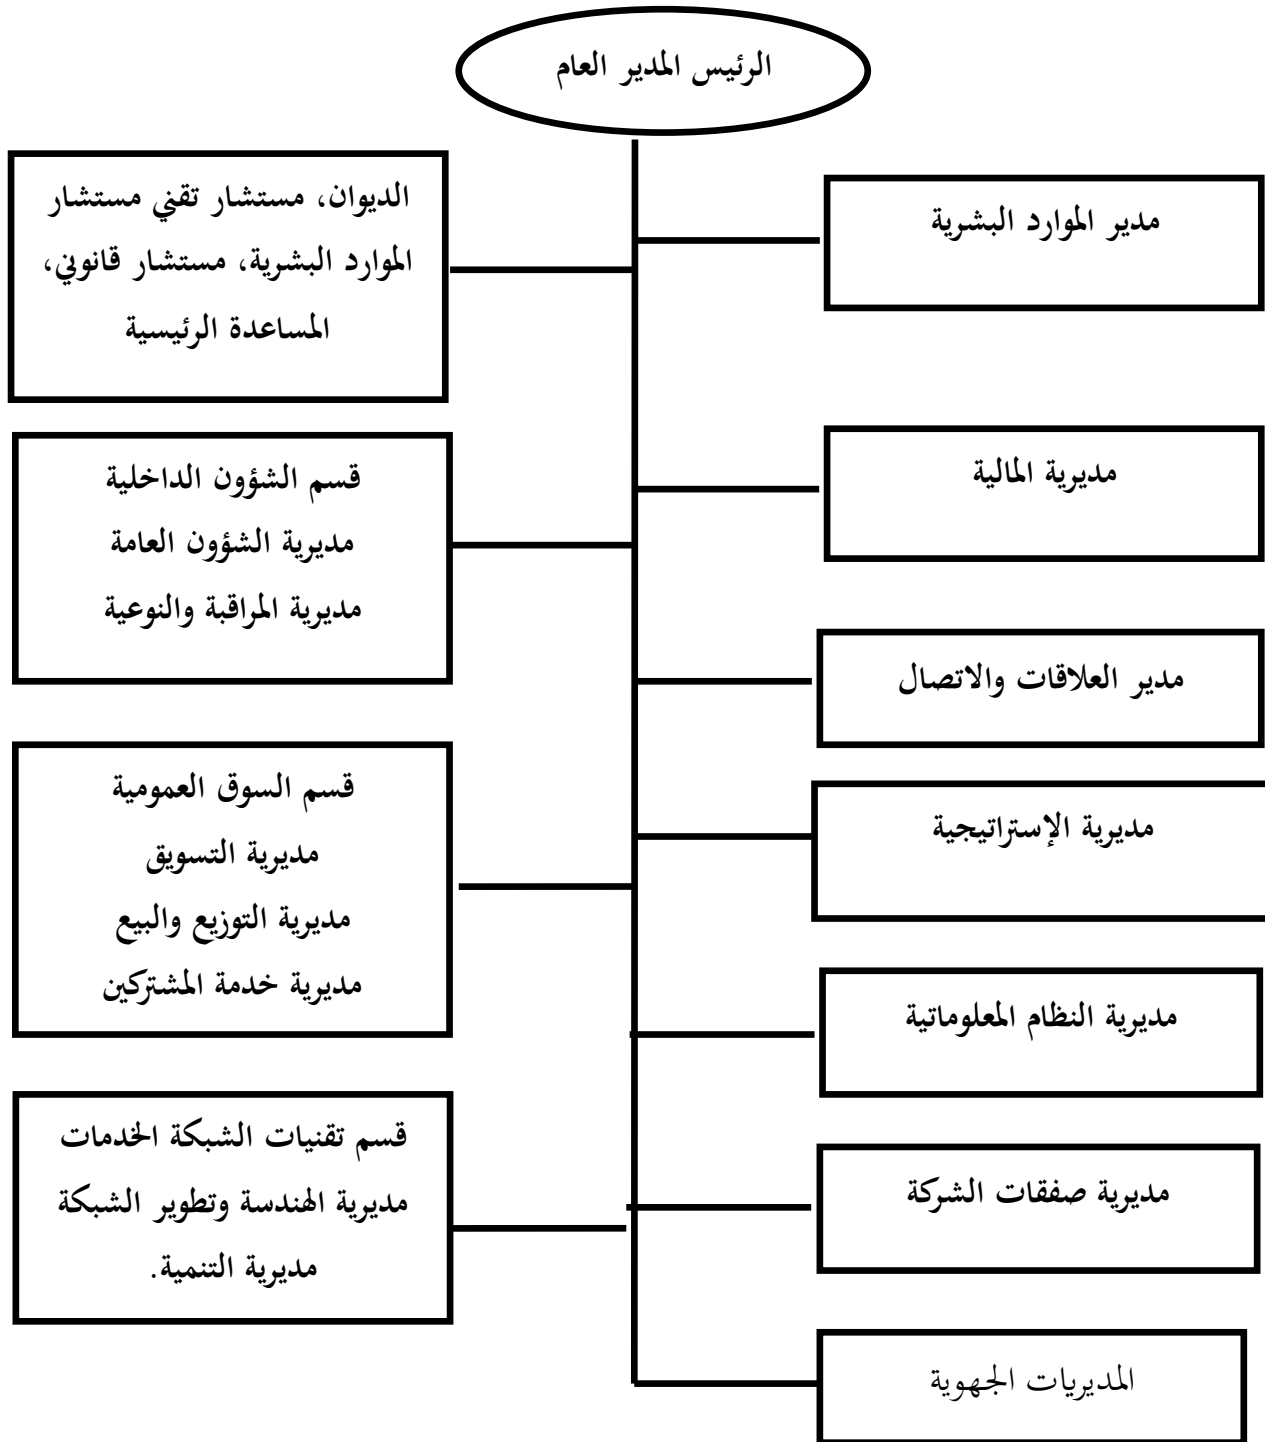 الرئيس المدير العام
مدير الموارد البشرية
مديرية المالية
مدير العلاقات والاتصال
مديرية الإستراتيجية
مديرية النظام المعلوماتية
مديرية صفقات الشركة
المديريات الجهوية
الديوان، مستشار تقني مستشار
الموارد البشرية، مستشار قانوني،
المساعدة الرئيسية
قسم الشؤون الداخلية
مديرية الشؤون العامة
مديرية المراقبة والنوعية
قسم السوق العمومية
مديرية التسويق
مديرية التوزيع والبيع
مديرية خدمة المشتركين
قسم تقنيات الشبكة الخدمات
مديرية الهندسة وتطوير الشبكة
مديرية التنمية.